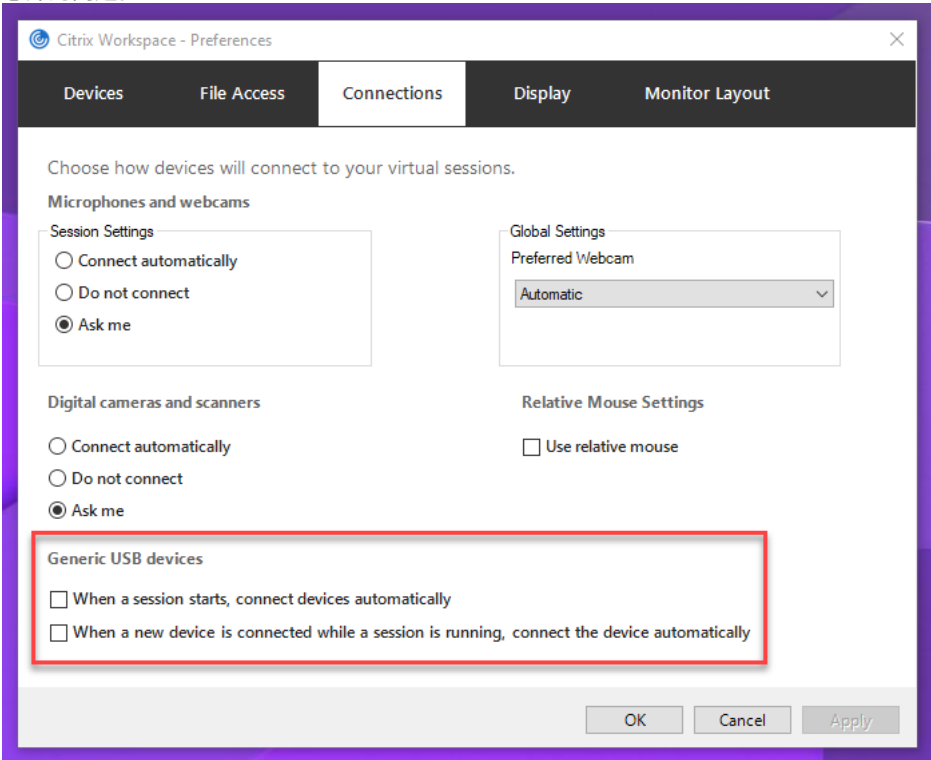 Citrix Workspace - Preferences
Devices
File Access
Connections
Display
Monitor Layout
Choose how devices will connect to your virtual sessions.
Microphones and webcams
Session Settings
Connect automatically
Do not connect
Ask me
Global Settings
Preferred Webcam
Automatic
Digital cameras and scanners
Connect automatically
Do not connect
Ask me
Relative Mouse Settings
Use relative mouse
Generic USB devices
When a session starts, connect devices automatically
When a new device is connected while a session is running, connect the device automatically
OK
Cancel
Apply